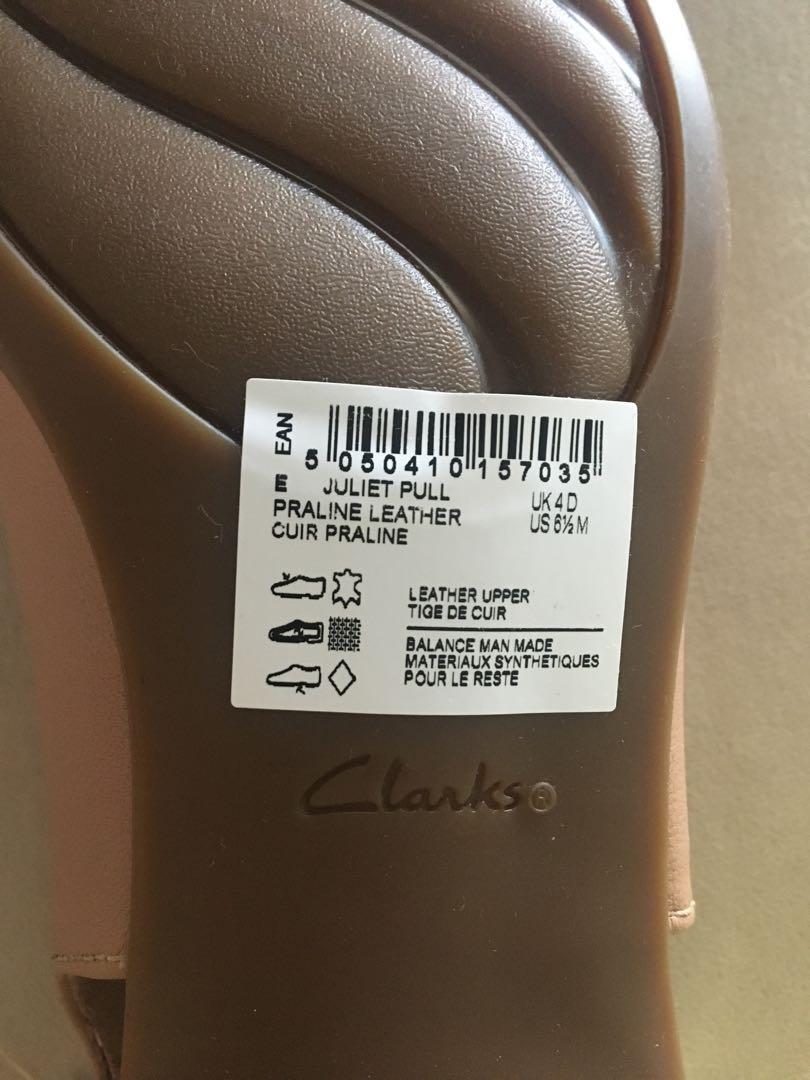 EAN
5 050410 157035
E JULIET PULL
UK 4 D
PRALINE LEATHER
US 6½ M
CUIR PRALINE
LEATHER UPPER
TIGE DE CUIR
BALANCE MAN MADE
MATERIAUX SYNTHETIQUES
POUR LE RESTE
Clarks®